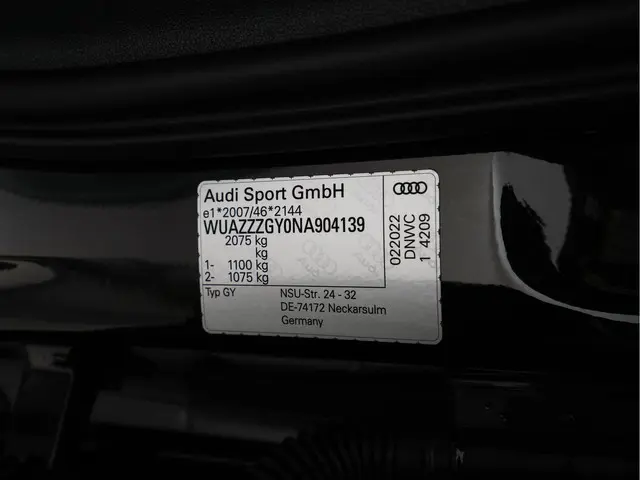 Audi Sport GmbH
e1*2007/46*2144
WUAZZZGY0NA904139
2075 kg
kg
1- 1100 kg
2- 1075 kg
Typ GY NSU-Str. 24 - 32
DE-74172 Neckarsulm
Germany
022022
DNWC
1 4209